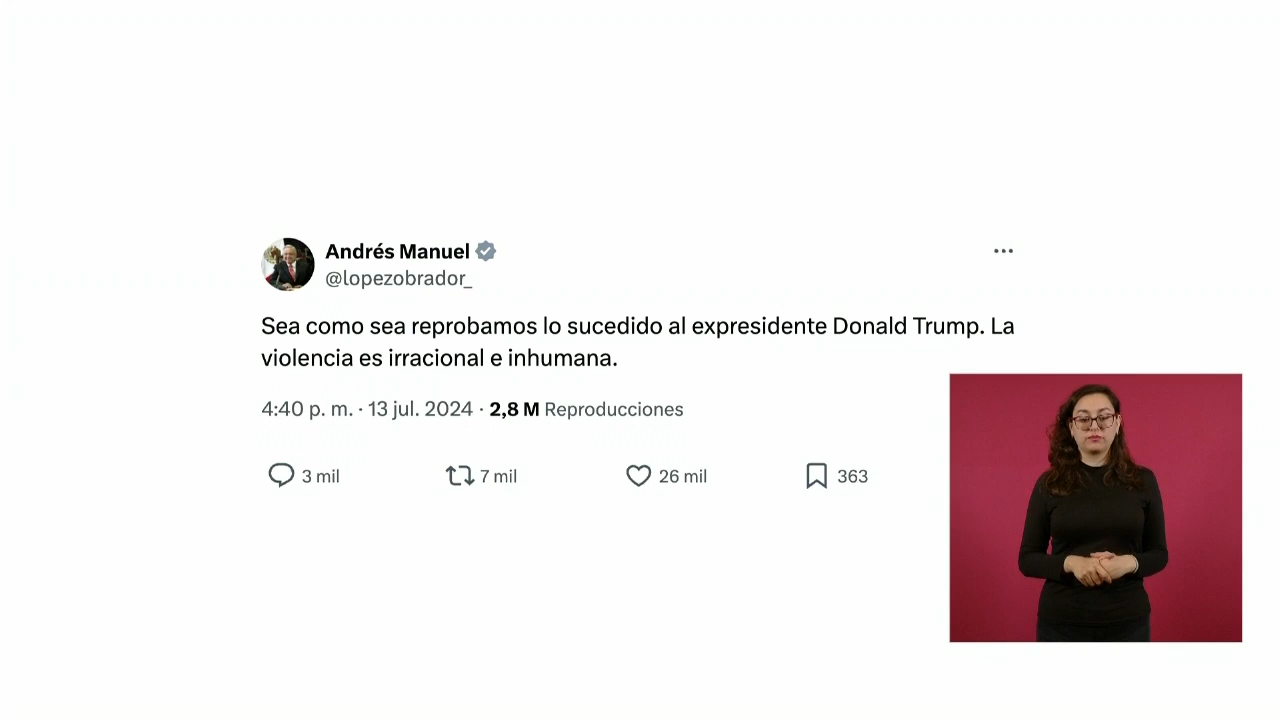 Andrés Manuel
@lopezobrador_
Sea como sea reprobamos lo sucedido al expresidente Donald Trump. La
violencia es irracional e inhumana.
4:40 p. m. · 13 jul. 2024 · 2,8 M Reproducciones
3 mil 7 mil 26 mil 363